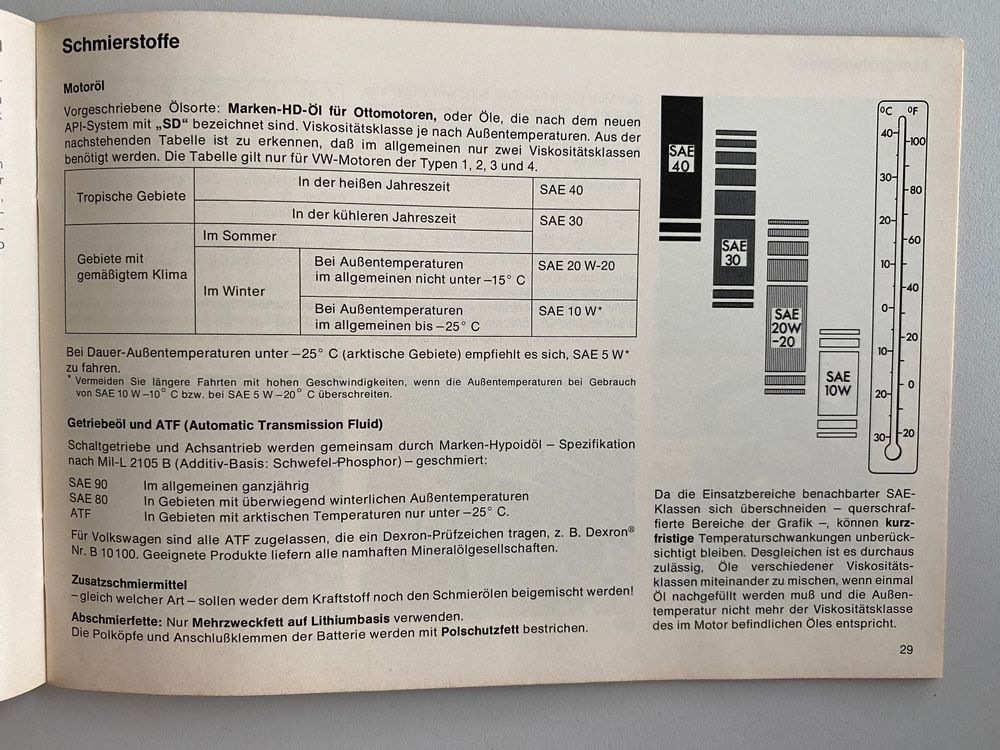 Schmierstoffe
Motoröl
Vorgeschriebene Ölsorte: Marken-HD-Öl für Ottomotoren, oder Öle, die nach dem neuen
API-System mit „SD“ bezeichnet sind. Viskositätsklasse je nach Außentemperaturen. Aus der
nachstehenden Tabelle ist zu erkennen, daß im allgemeinen nur zwei Viskositätsklassen
benötigt werden. Die Tabelle gilt nur für VW-Motoren der Typen 1, 2, 3 und 4.
Tropische Gebiete
In der heißen Jahreszeit
SAE 40
In der kühleren Jahreszeit
SAE 30
Gebiete mit
gemäßigtem Klima
Im Sommer
Im Winter
Bei Außentemperaturen
im allgemeinen nicht unter –15° C
SAE 20 W-20
Bei Außentemperaturen
im allgemeinen bis –25° C
SAE 10 W*
Bei Dauer-Außentemperaturen unter –25° C (arktische Gebiete) empfiehlt es sich, SAE 5 W*
zu fahren.
* Vermeiden Sie längere Fahrten mit hohen Geschwindigkeiten, wenn die Außentemperaturen bei Gebrauch
von SAE 10 W –10° C bzw. bei SAE 5 W –20° C überschreiten.
Getriebeöl und ATF (Automatic Transmission Fluid)
Schaltgetriebe und Achsantrieb werden gemeinsam durch Marken-Hypoidöl – Spezifikation
nach Mil-L 2105 B (Additiv-Basis: Schwefel-Phosphor) – geschmiert:
SAE 90 Im allgemeinen ganzjährig
SAE 80 In Gebieten mit überwiegend winterlichen Außentemperaturen
ATF In Gebieten mit arktischen Temperaturen nur unter –25° C.
Für Volkswagen sind alle ATF zugelassen, die ein Dexron-Prüfzeichen tragen, z. B. Dexron®
Nr. B 10100. Geeignete Produkte liefern alle namhaften Mineralölgesellschaften.
Zusatzschmiermittel
– gleich welcher Art – sollen weder dem Kraftstoff noch den Schmierölen beigemischt werden!
Abschmierfette: Nur Mehrzweckfett auf Lithiumbasis verwenden.
Die Polköpfe und Anschlußklemmen der Batterie werden mit Polschutzfett bestrichen.
SAE
40
SAE
30
SAE
20W
-20
SAE
10W
°C °F
40
100
30
80
20
60
10
40
0
20
10
0
20
20
30
Da die Einsatzbereiche benachbarter SAE-
Klassen sich überschneiden – querschraf-
fierte Bereiche der Grafik –, können kurz-
fristige Temperaturschwankungen unberück-
sichtigt bleiben. Desgleichen ist es durchaus
zulässig, Öle verschiedener Viskositäts-
klassen miteinander zu mischen, wenn einmal
Öl nachgefüllt werden muß und die Außen-
temperatur nicht mehr der Viskositätsklasse
des im Motor befindlichen Öles entspricht.
29